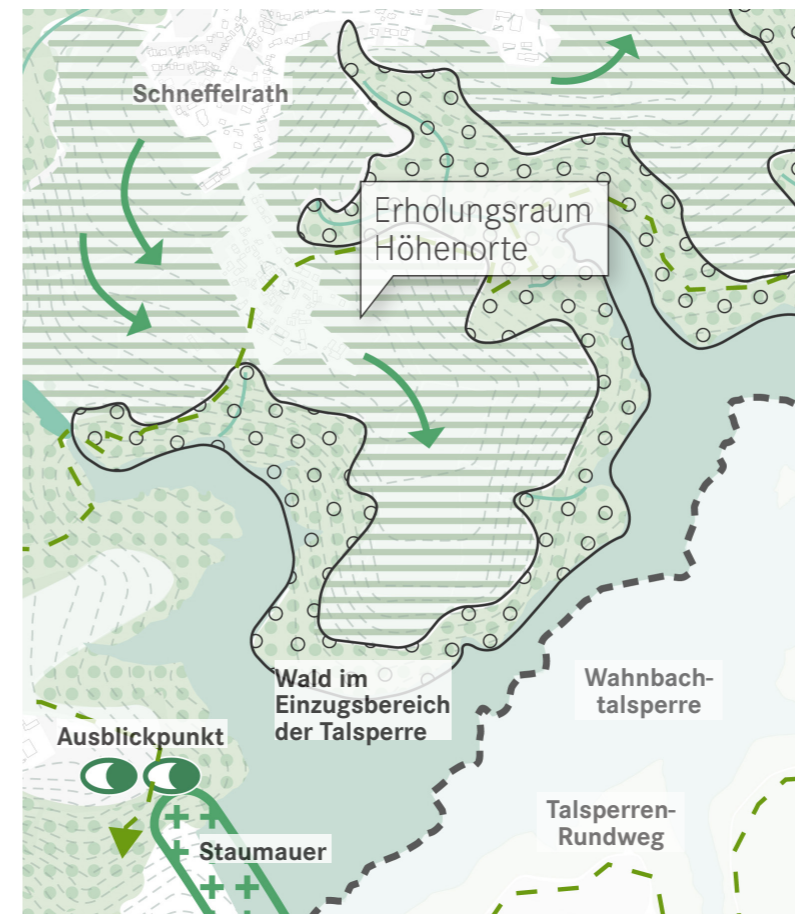 Schneffelrath
Erholungsraum
Höhenorte
Wald im
Einzugsbereich
der Talsperre
Wahnbach-
talsperre
Ausblickpunkt
Talsperren-
Rundweg
Staumauer